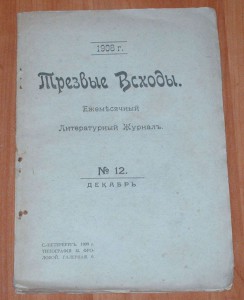 1908 г.
Трезвые Всходы.
Ежемѣсячный
Литературный Журналъ.
№ 12.
ДЕКАБРЬ